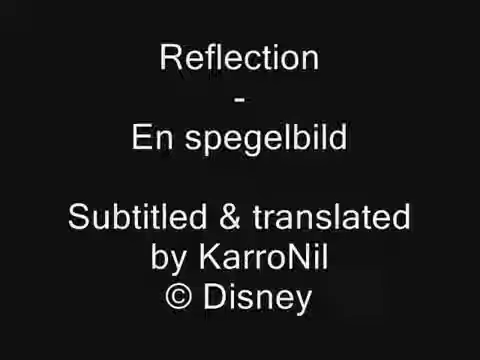 Reflection
-
En spegelbild
Subtitled & translated
by KarroNil
© Disney